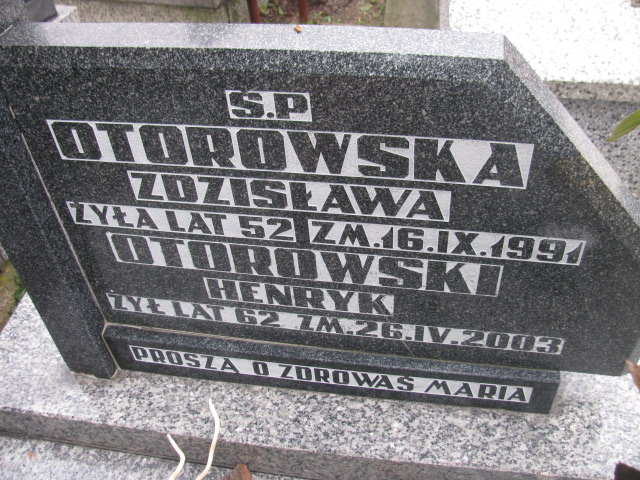 Ś.P
OTOROWSKA
ZDZISŁAWA
ŻYŁA LAT 52 ZM.16.IX.1991
OTOROWSKI
HENRYK
ŻYŁ LAT 62 ZM.26.IV.2003
PROSZĄ O ZDROWAŚ MARIA